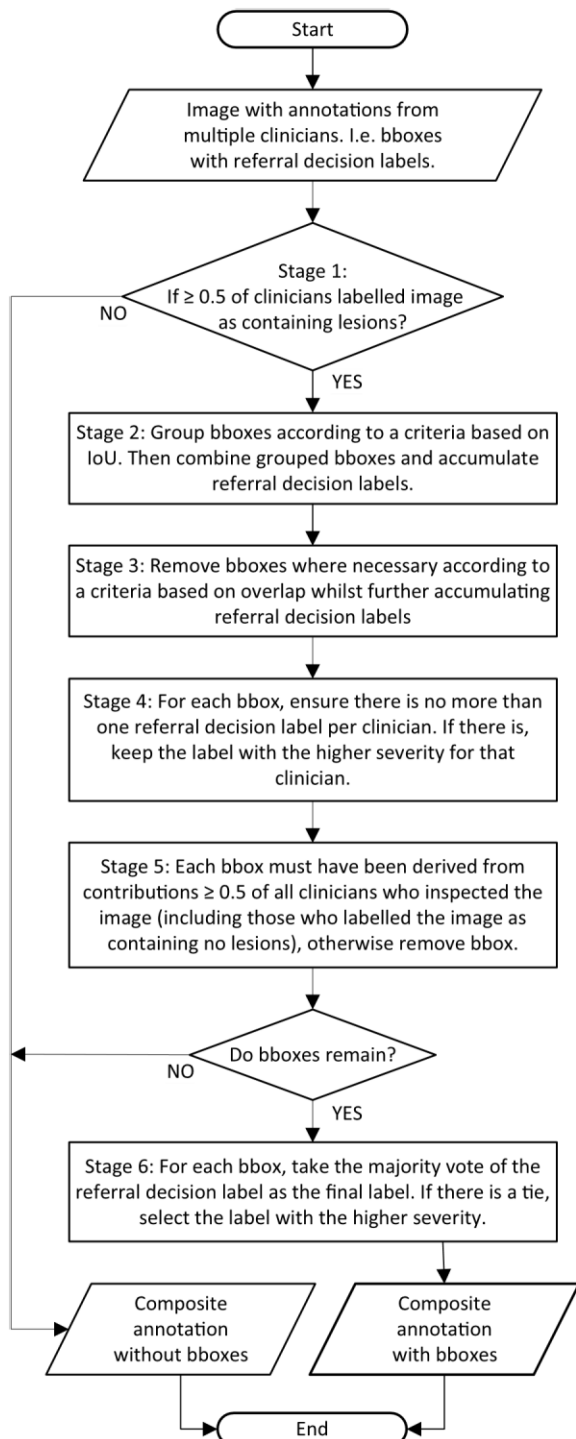 Start
Image with annotations from
multiple clinicians. I.e. bboxes
with referral decision labels.
Stage 1:
If ≥ 0.5 of clinicians labelled image
as containing lesions?
NO
YES
Stage 2: Group bboxes according to a criteria based on
IoU. Then combine grouped bboxes and accumulate
referral decision labels.
Stage 3: Remove bboxes where necessary according to
a criteria based on overlap whilst further accumulating
referral decision labels
Stage 4: For each bbox, ensure there is no more than
one referral decision label per clinician. If there is,
keep the label with the higher severity for that
clinician.
Stage 5: Each bbox must have been derived from
contributions ≥ 0.5 of all clinicians who inspected the
image (including those who labelled the image as
containing no lesions), otherwise remove bbox.
Do bboxes remain?
NO
YES
Stage 6: For each bbox, take the majority vote of the
referral decision label as the final label. If there is a tie,
select the label with the higher severity.
Composite
annotation
without bboxes
Composite
annotation
with bboxes
End